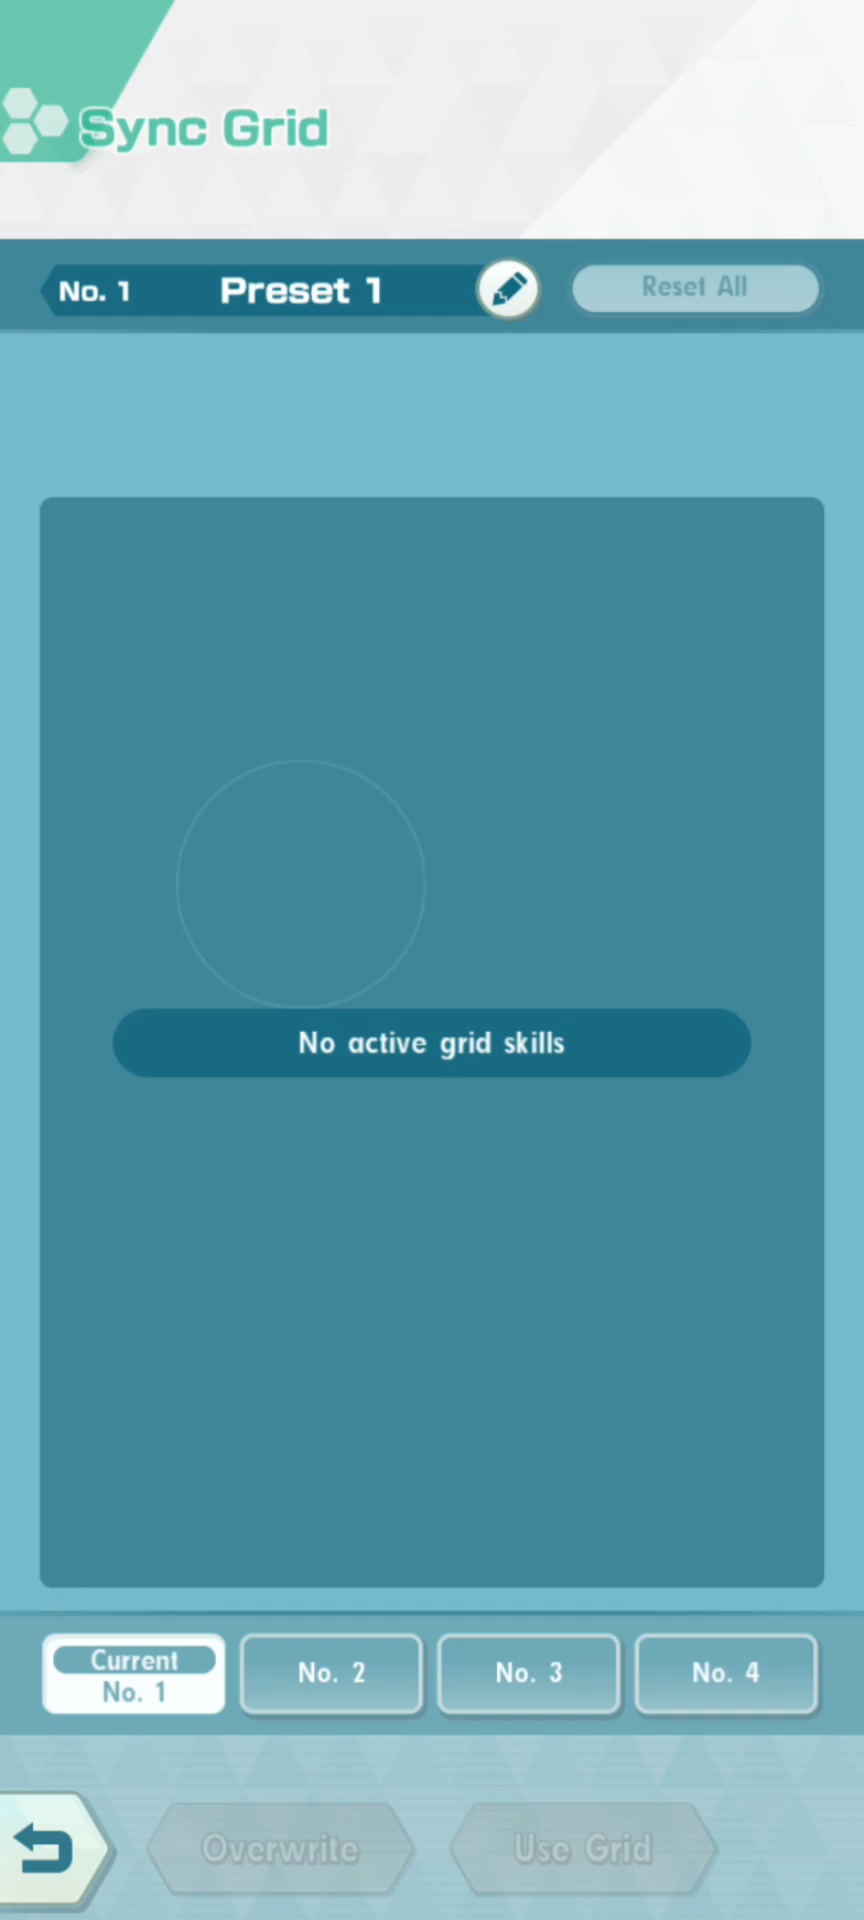 Sync Grid
No. 1 Preset 1 Reset All
No active grid skills
Current
No. 1
No. 2
No. 3
No. 4
Overwrite
Use Grid